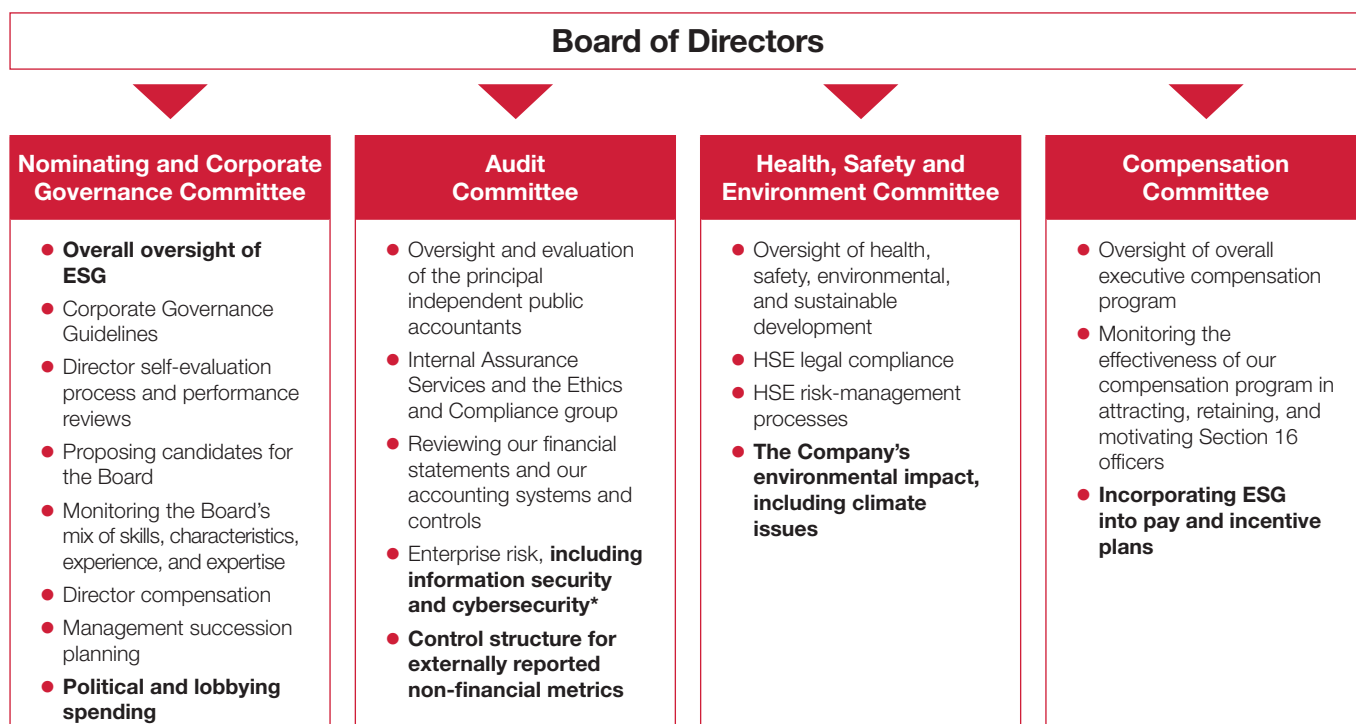 Board of Directors
Nominating and Corporate
Governance Committee
● Overall oversight of
ESG
● Corporate Governance
Guidelines
● Director self-evaluation
process and performance
reviews
● Proposing candidates for
the Board
● Monitoring the Board’s
mix of skills, characteristics,
experience, and expertise
● Director compensation
● Management succession
planning
● Political and lobbying
spending
Audit
Committee
● Oversight and evaluation
of the principal
independent public
accountants
● Internal Assurance
Services and the Ethics
and Compliance group
● Reviewing our financial
statements and our
accounting systems and
controls
● Enterprise risk, including
information security
and cybersecurity*
● Control structure for
externally reported
non-financial metrics
Health, Safety and
Environment Committee
● Oversight of health,
safety, environmental,
and sustainable
development
● HSE legal compliance
● HSE risk-management
processes
● The Company’s
environmental impact,
including climate
issues
Compensation
Committee
● Oversight of overall
executive compensation
program
● Monitoring the
effectiveness of our
compensation program in
attracting, retaining, and
motivating Section 16
officers
● Incorporating ESG
into pay and incentive
plans